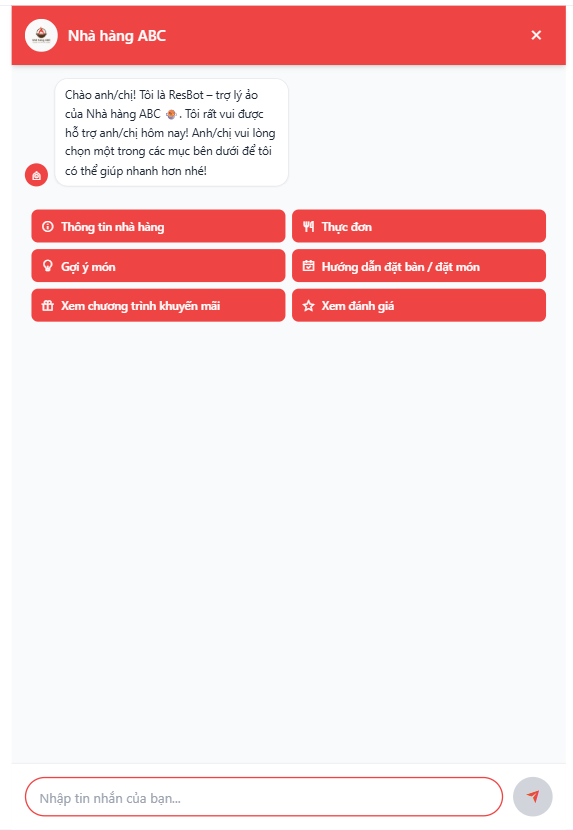 Nhà hàng ABC
Chào anh/chị! Tôi là ResBot – trợ lý ảo
của Nhà hàng ABC . Tôi rất vui được
hỗ trợ anh/chị hôm nay! Anh/chị vui lòng
chọn một trong các mục bên dưới để tôi
có thể giúp nhanh hơn nhé!
Thông tin nhà hàng
Thực đơn
Gợi ý món
Hướng dẫn đặt bàn / đặt món
Xem chương trình khuyến mãi
Xem đánh giá
Nhập tin nhắn của bạn...